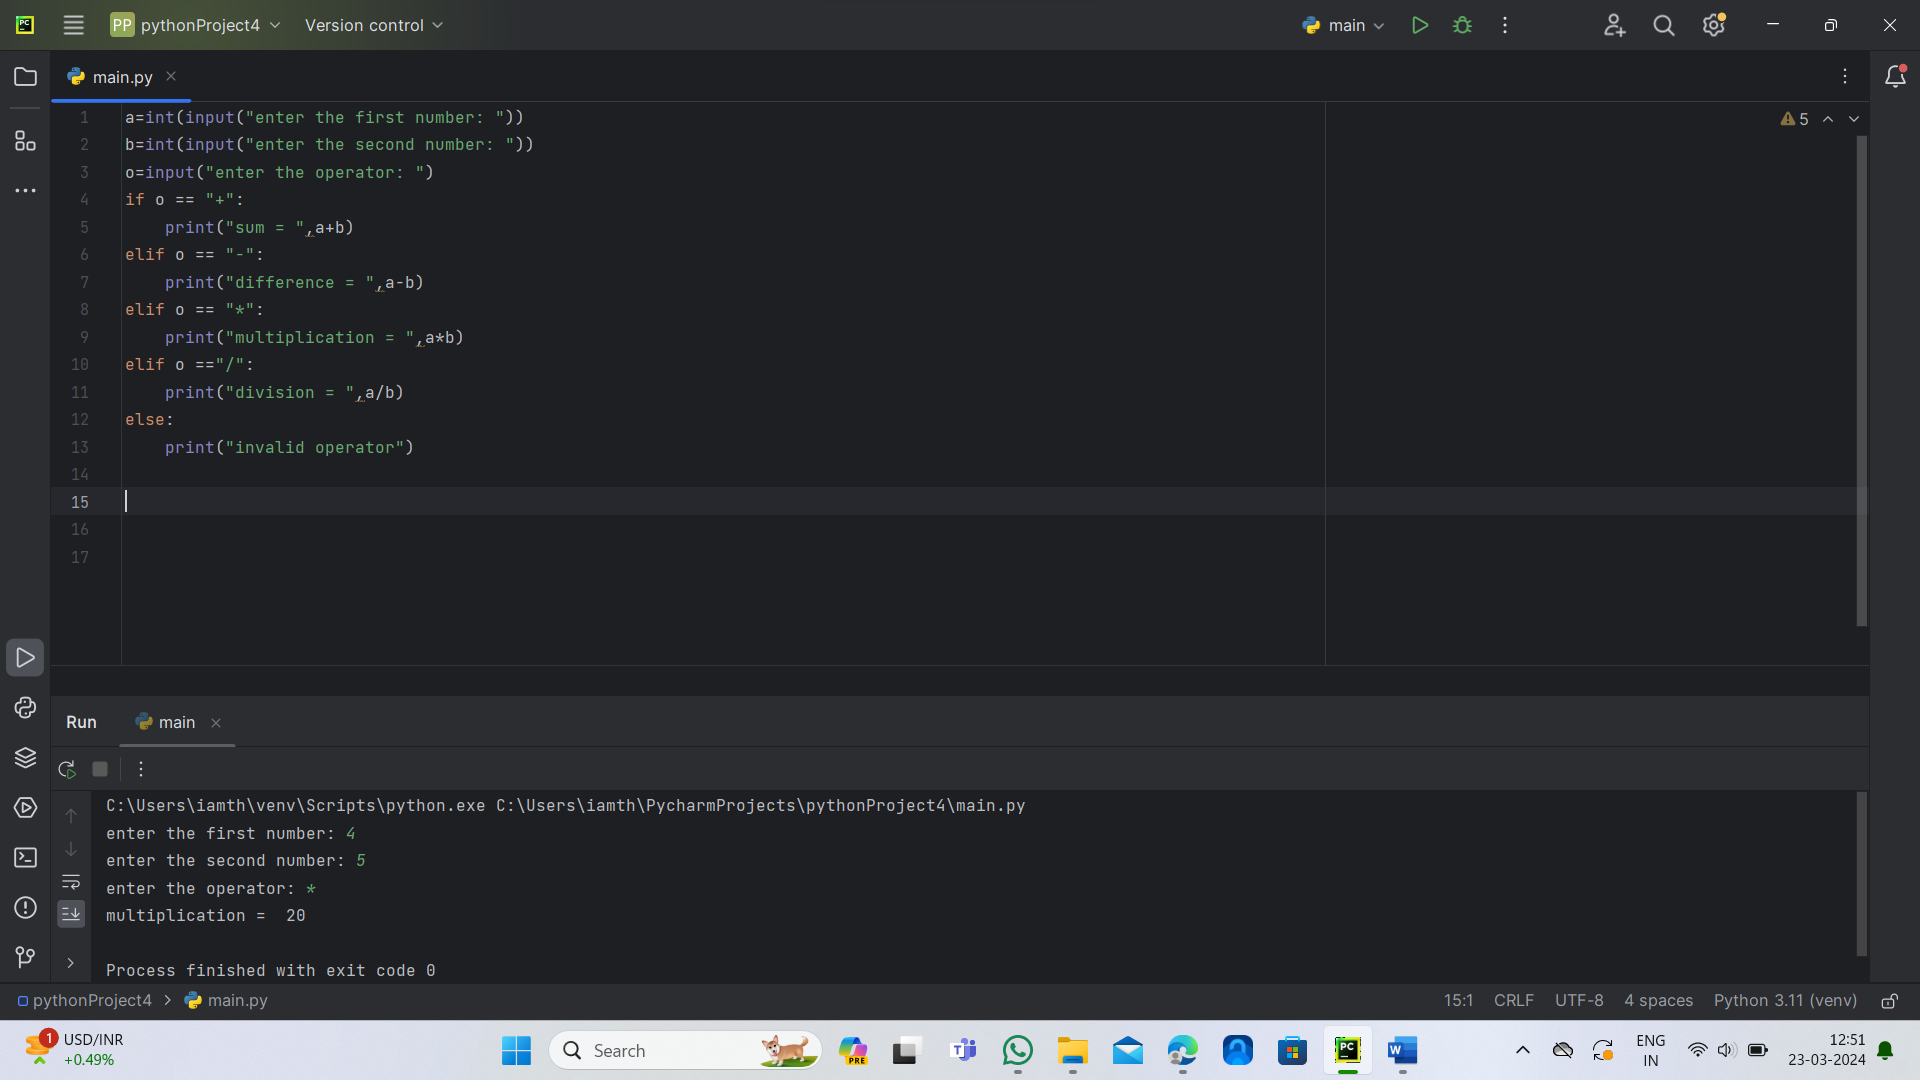 PC
PP pythonProject4 Version control main
main.py
5
1 a=int(input("enter the first number: "))
2 b=int(input("enter the second number: "))
3 o=input("enter the operator: ")
4 if o == "+":
5     print("sum = ",a+b)
6 elif o == "-":
7     print("difference = ",a-b)
8 elif o == "*":
9     print("multiplication = ",a*b)
10 elif o =="/":
11     print("division = ",a/b)
12 else:
13     print("invalid operator")
14
15
16
17
Run main
C:\Users\iamth\venv\Scripts\python.exe C:\Users\iamth\PycharmProjects\pythonProject4\main.py
enter the first number: 4
enter the second number: 5
enter the operator: *
multiplication =  20
Process finished with exit code 0
pythonProject4 > main.py 15:1 CRLF UTF-8 4 spaces Python 3.11 (venv)
1 USD/INR
+0.49%
Search
PRE
PC
W
ENG
IN
12:51
23-03-2024